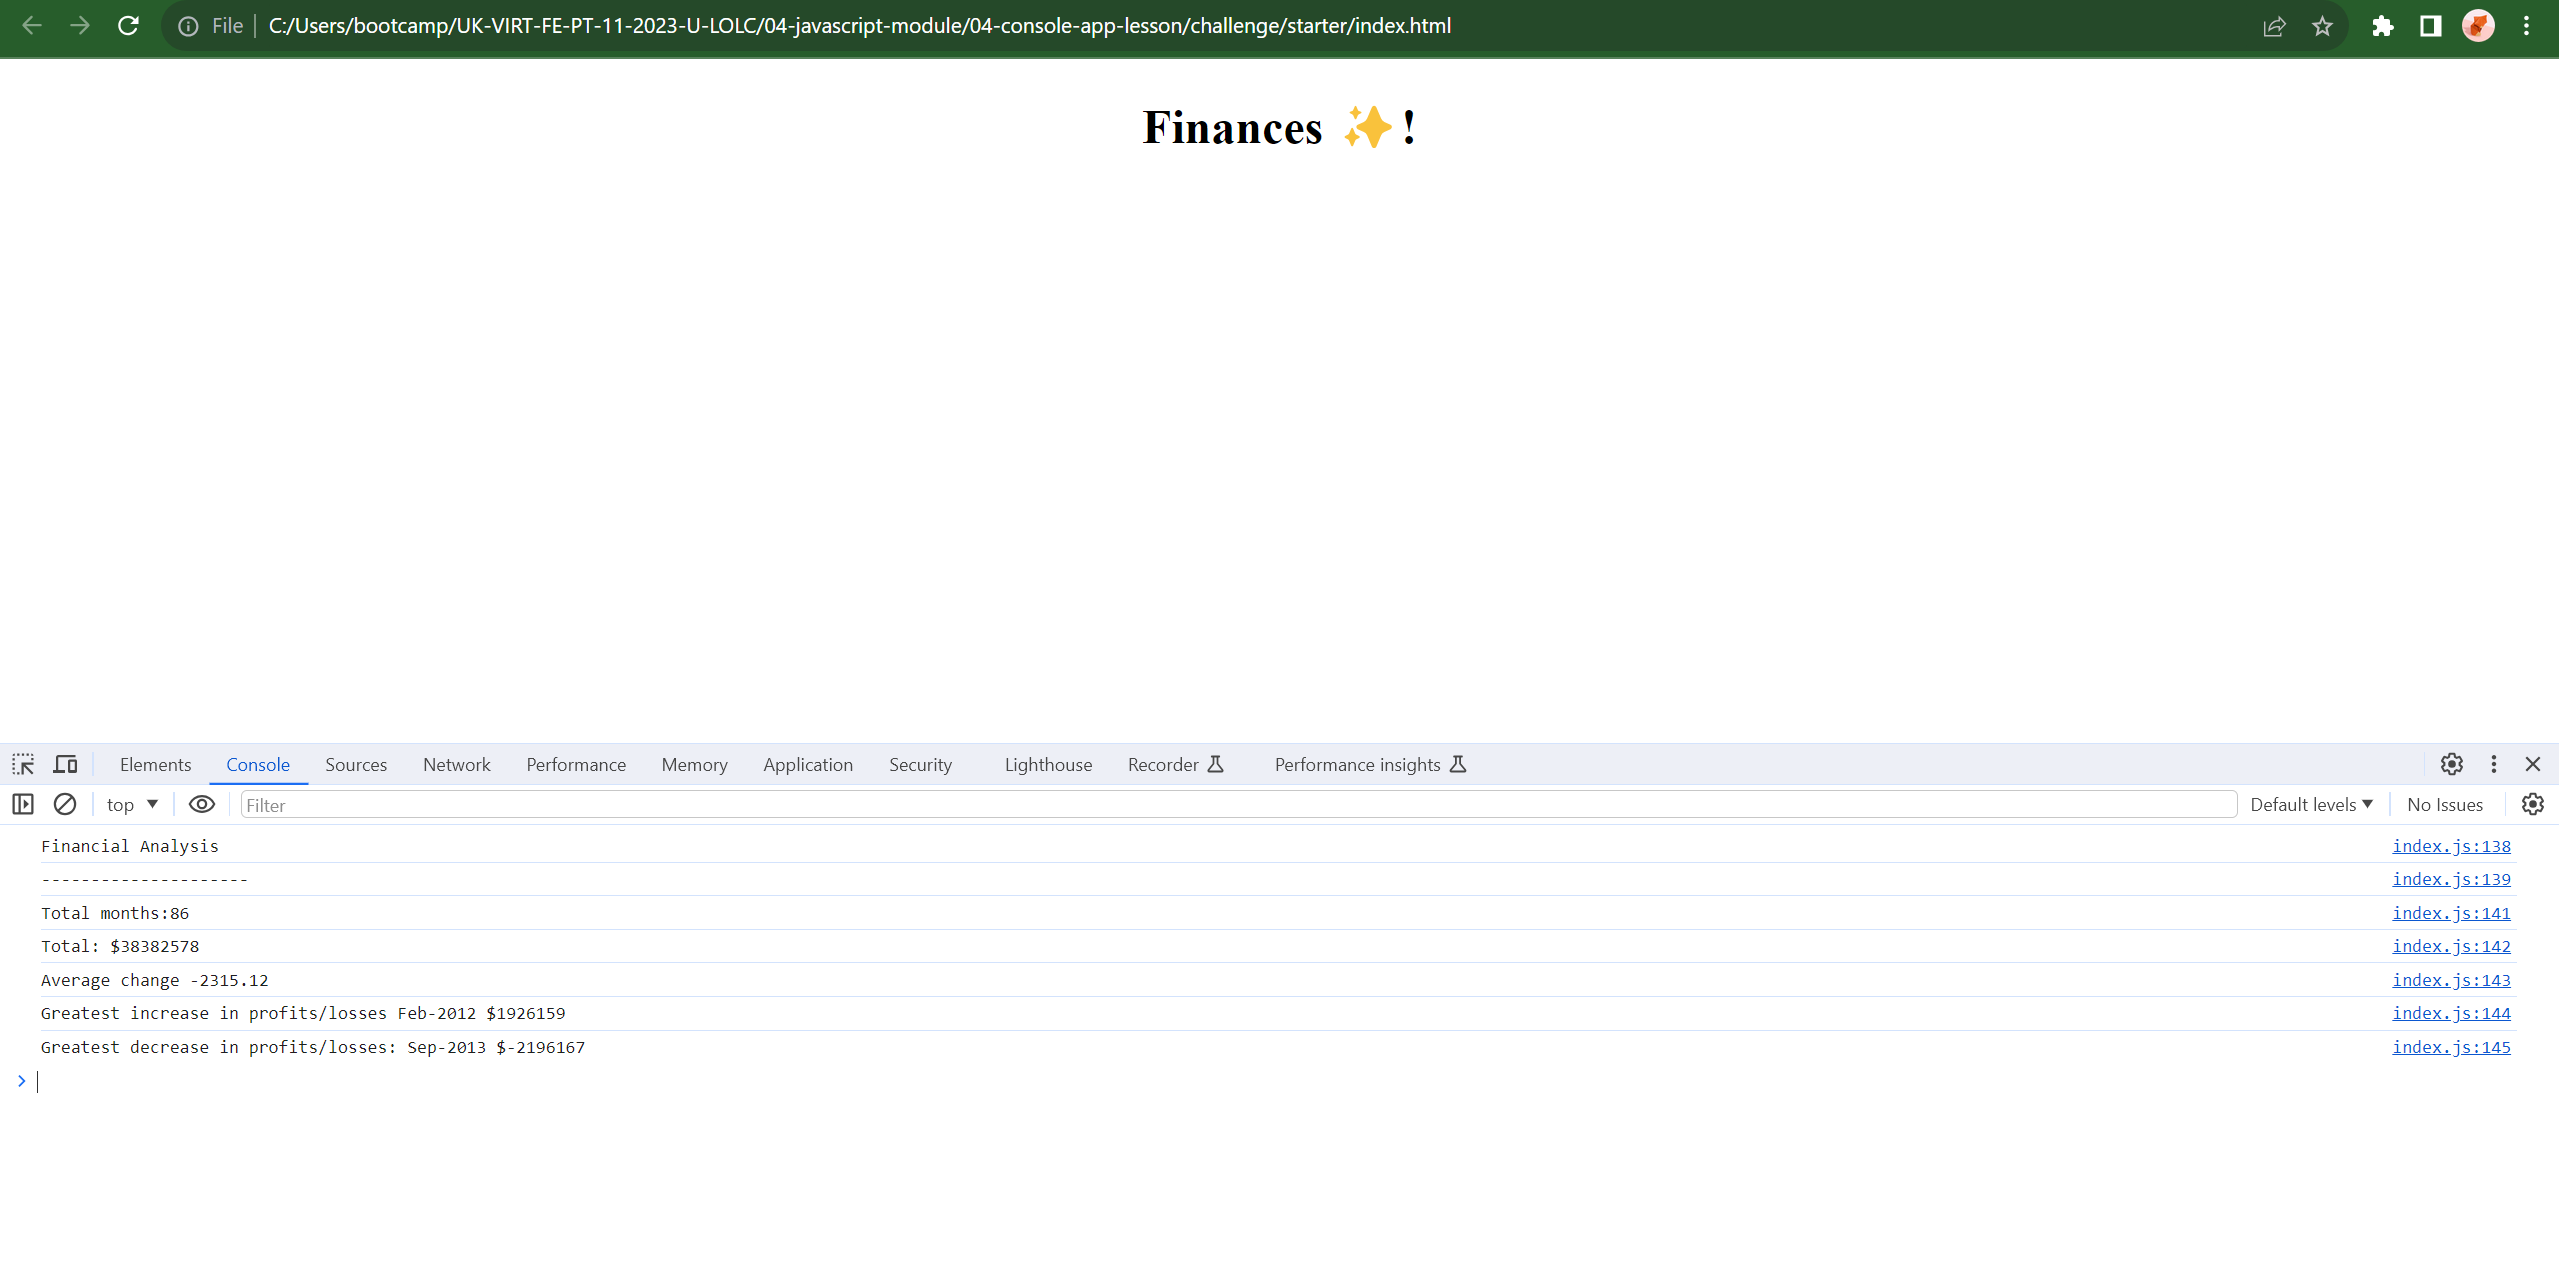 File C:/Users/bootcamp/UK-VIRT-FE-PT-11-2023-U-LOLC/04-javascript-module/04-console-app-lesson/challenge/starter/index.html
Finances ✨!
Elements Console Sources Network Performance Memory Application Security Lighthouse Recorder Performance insights
top Filter Default levels No Issues
Financial Analysis index.js:138
--------------------- index.js:139
Total months:86 index.js:141
Total: $38382578 index.js:142
Average change -2315.12 index.js:143
Greatest increase in profits/losses Feb-2012 $1926159 index.js:144
Greatest decrease in profits/losses: Sep-2013 $-2196167 index.js:145